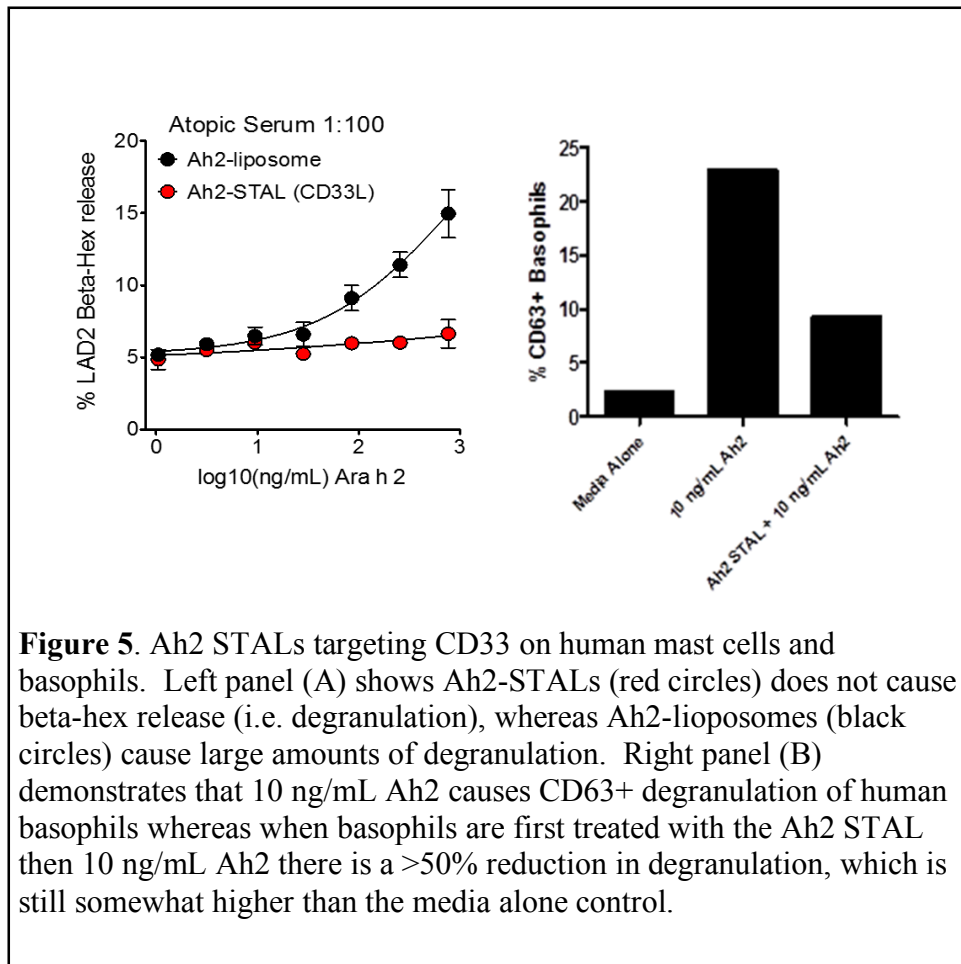 Atopic Serum 1:100
Ah2-liposome
Ah2-STAL (CD33L)
% LAD2 Beta-Hex release
20
15
10
5
0
0 1 2 3
log10(ng/mL) Ara h 2
% CD63+ Basophils
25
20
15
10
5
0
Media Alone
10 ng/mL Ah2
Ah2 STAL + 10 ng/mL Ah2
Figure 5. Ah2 STALs targeting CD33 on human mast cells and
basophils. Left panel (A) shows Ah2-STALs (red circles) does not cause
beta-hex release (i.e. degranulation), whereas Ah2-lioposomes (black
circles) cause large amounts of degranulation. Right panel (B)
demonstrates that 10 ng/mL Ah2 causes CD63+ degranulation of human
basophils whereas when basophils are first treated with the Ah2 STAL
then 10 ng/mL Ah2 there is a >50% reduction in degranulation, which is
still somewhat higher than the media alone control.